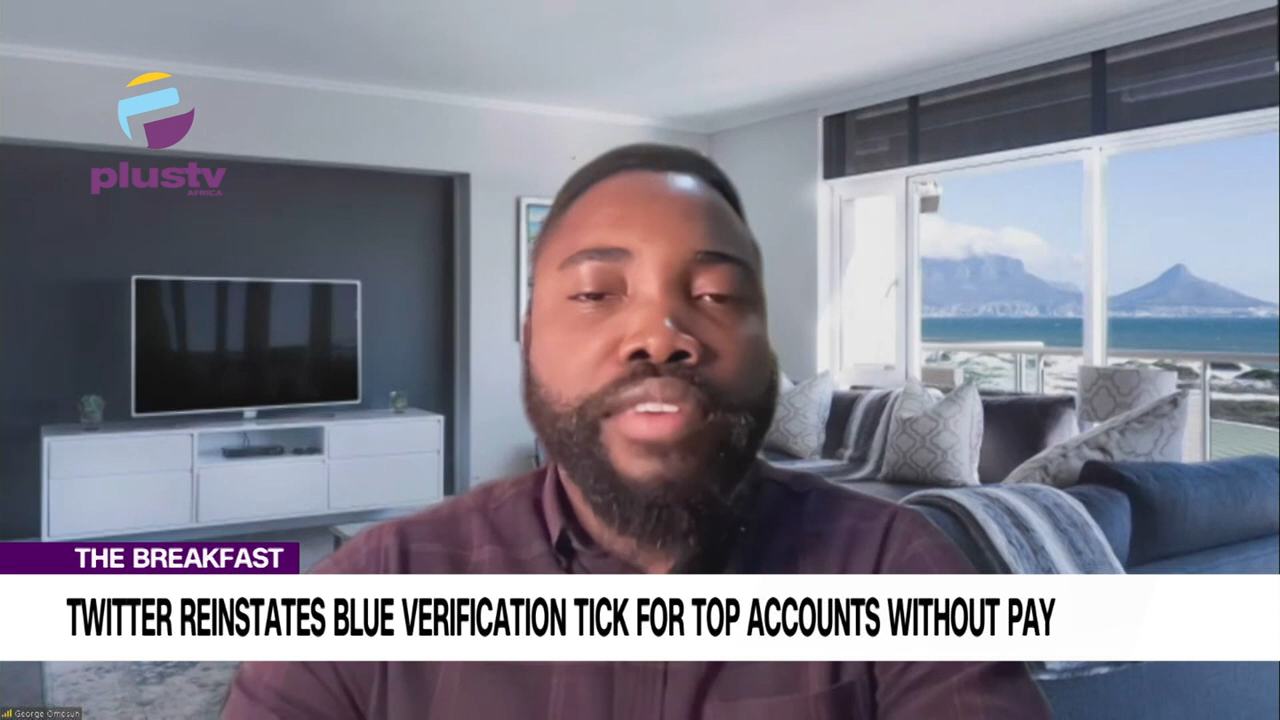 plustv
AFRICA
THE BREAKFAST
TWITTER REINSTATES BLUE VERIFICATION TICK FOR TOP ACCOUNTS WITHOUT PAY
George Omosun